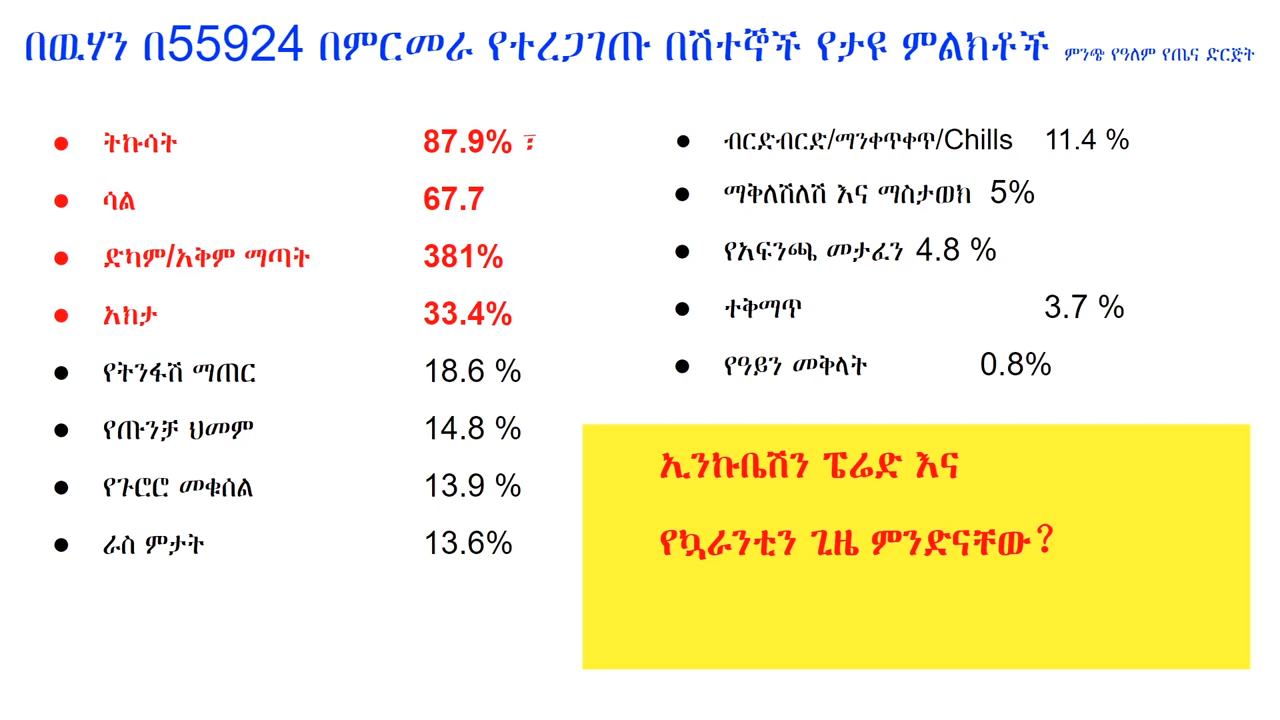 በዉሃን በ55924 በምርመራ የተረጋገጡ በሽተኞች የታዩ ምልክቶች ምንጭ የዓለም የጤና ድርጅት
● ትኩሳት 87.9% ፣
● ሳል 67.7
● ድካም/አቅም ማጣት 381%
● አክታ 33.4%
● የትንፋሽ ማጠር 18.6 %
● የጡንቻ ህመም 14.8 %
● የጉሮሮ መቁሰል 13.9 %
● ራስ ምታት 13.6%
● ብርድብርድ/ማንቀጥቀጥ/Chills 11.4 %
● ማቅለሽለሽ እና ማስታወክ 5%
● የአፍንጫ መታፈን 4.8 %
● ተቅማጥ 3.7 %
● የዓይን መቅላት 0.8%
ኢንኩቤሽን ፔሬድ እና
የኳራንቲን ጊዜ ምንድናቸው?